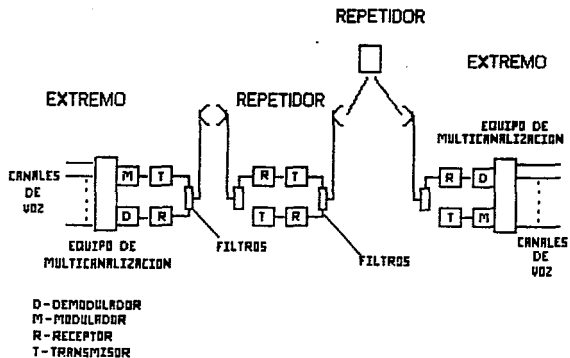 REPETIDOR
EXTREMO
EXTREMO
REPETIDOR
EQUIPO DE
MULTICANALIZACION
CANALES
DE
VOZ
M
T
D
R
R
T
T
R
R
D
T
M
EQUIPO DE
MULTICANALIZACION
FILTROS
FILTROS
CANALES
DE
VOZ
D-DEMODULADOR
M-MODULADOR
R-RECEPTOR
T-TRANSMISOR